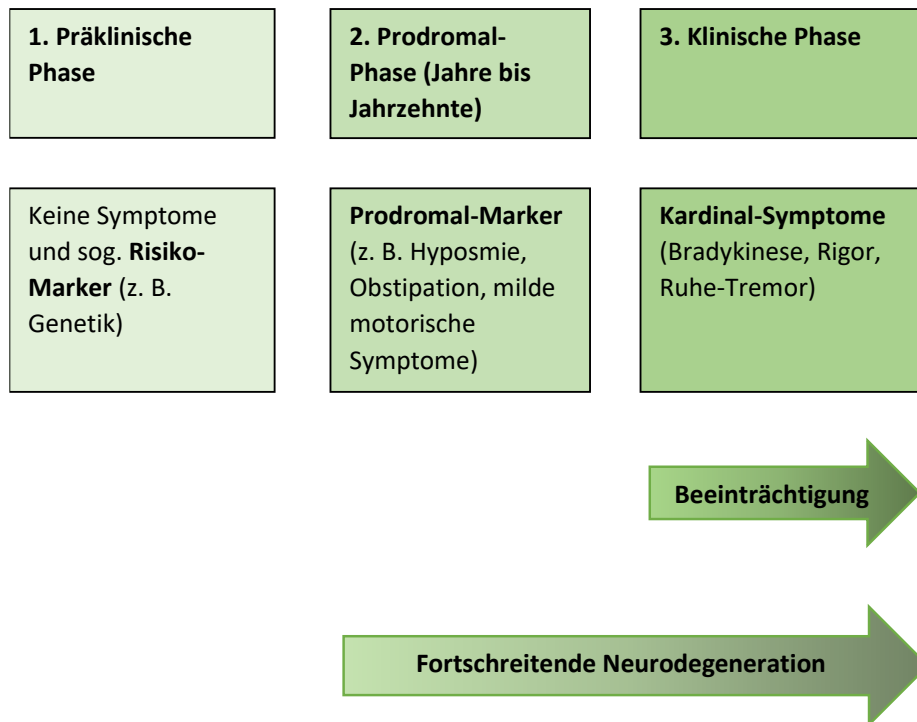 1. Präklinische
Phase
2. Prodromal-
Phase (Jahre bis
Jahrzehnte)
3. Klinische Phase
Keine Symptome
und sog. Risiko-
Marker (z. B.
Genetik)
Prodromal-Marker
(z. B. Hyposmie,
Obstipation, milde
motorische
Symptome)
Kardinal-Symptome
(Bradykinese, Rigor,
Ruhe-Tremor)
Beeinträchtigung
Fortschreitende Neurodegeneration